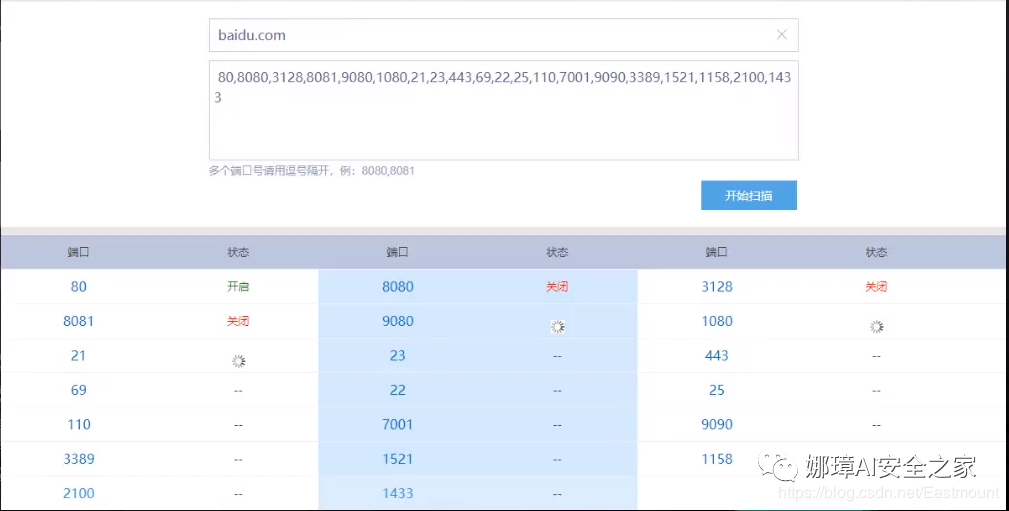 baidu.com
80,8080,3128,8081,9080,1080,21,23,443,69,22,25,110,7001,9090,3389,1521,1158,2100,143
3
多个端口号请用逗号隔开，例：8080,8081
开始扫描
端口 状态 端口 状态 端口 状态
80 开启 8080 关闭 3128 关闭
8081 关闭 9080 1080
21 23 -- 443 --
69 -- 22 -- 25 --
110 -- 7001 -- 9090 --
3389 -- 1521 -- 1158
2100 -- 1433 --
娜璋AI安全之家
https://blog.csdn.net/Eastmount